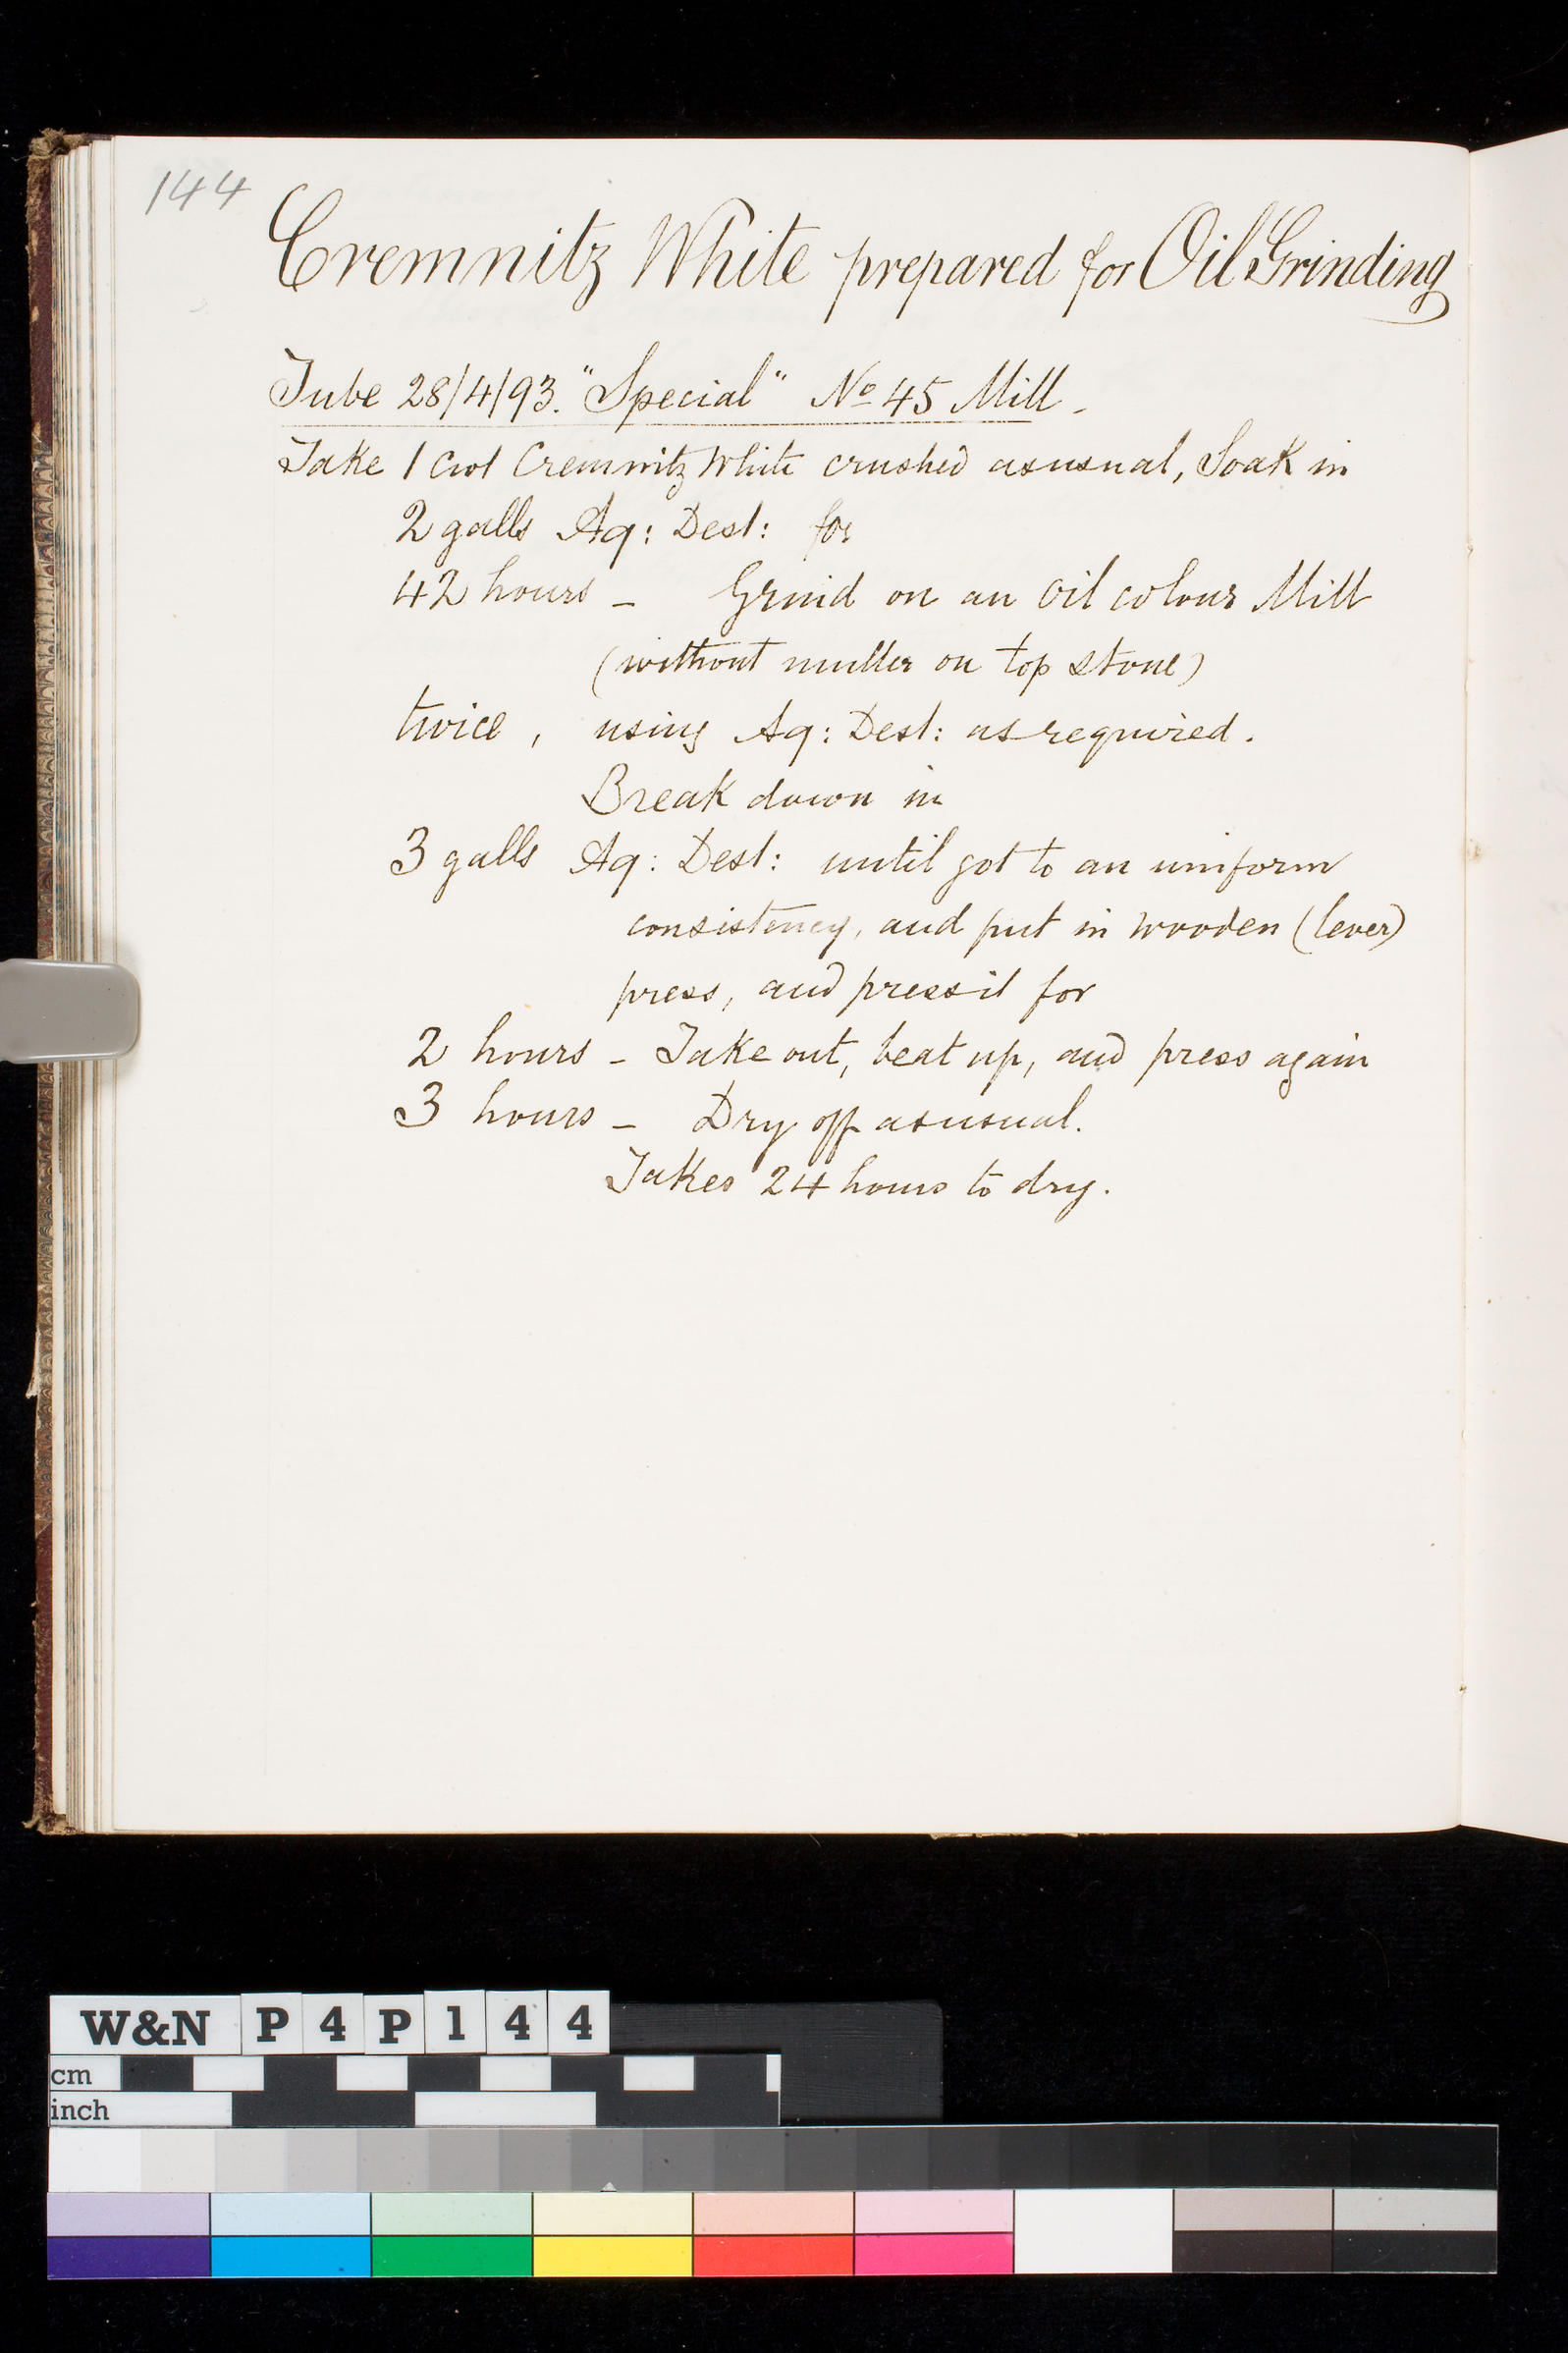 144
Cremnitz White prepared for Oil Grinding
Tube 28/4/93. "Special" No 45 Mill -
Take 1 Cwt Cremnitz White crushed as usual, Soak in
2 galls Aq: Dest: for
42 hours - Grind on an oil colour Mill
(without muller on top stone)
twice, using Aq: Dest: as required.
Break down in
3 galls Aq: Dest: until got to an uniform
consistency, and put in wooden (lever)
press, and press it for
2 hours - Take out, beat up, and press again
3 hours - Dry off as usual.
Takes 24 hours to dry.
W&N P4P144
cm
inch